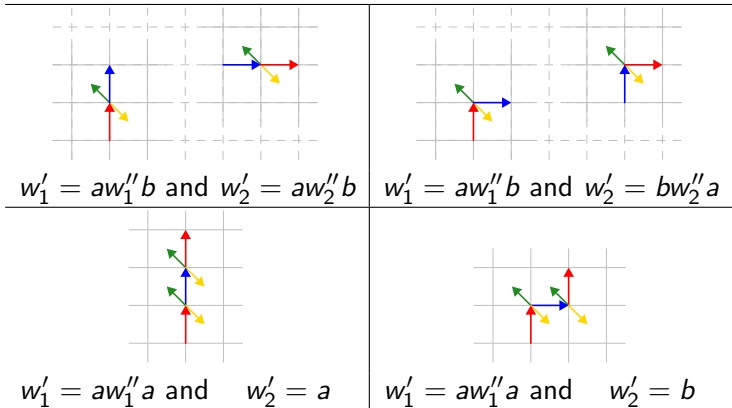 w′₁ = aw″₁b and w′₂ = aw″₂b
w′₁ = aw″₁b and w′₂ = bw″₂a
w′₁ = aw″₁a and w′₂ = a
w′₁ = aw″₁a and w′₂ = b